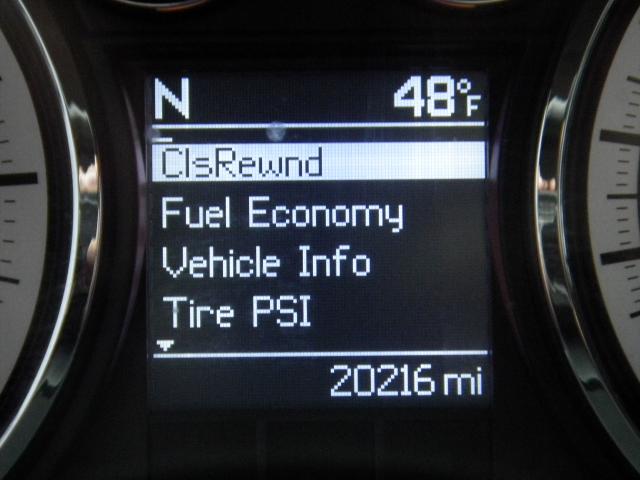 N 48°F
ClsRewnd
Fuel Economy
Vehicle Info
Tire PSI
20216 mi